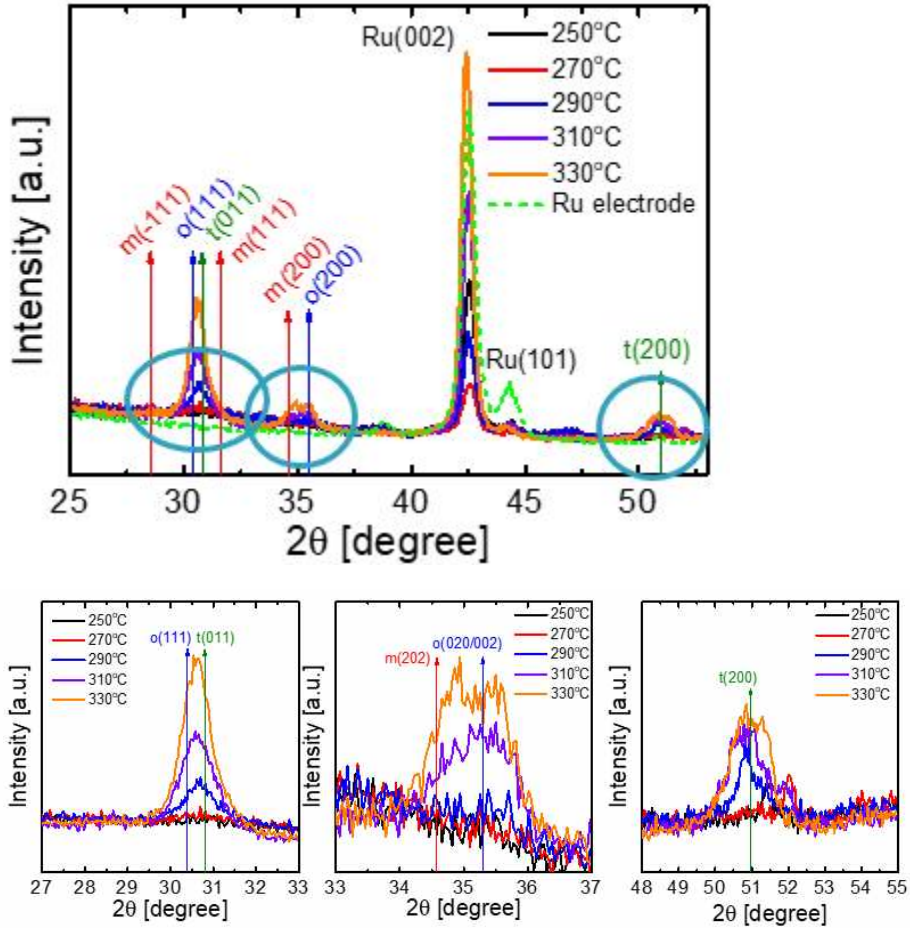 Ru(002)
250°C
270°C
290°C
310°C
330°C
Ru electrode
m(-111)
o(111)
t(011)
m(111)
m(200)
o(200)
Ru(101)
t(200)
Intensity [a.u.]
25 30 35 40 45 50
2θ [degree]
250°C
270°C
290°C
310°C
330°C
o(111) t(011)
Intensity [a.u.]
27 28 29 30 31 32 33
2θ [degree]
250°C
270°C
290°C
310°C
330°C
o(020/002)
m(202)
Intensity [a.u.]
33 34 35 36 37
2θ [degree]
250°C
270°C
290°C
310°C
330°C
t(200)
Intensity [a.u.]
48 49 50 51 52 53 54 55
2θ [degree]